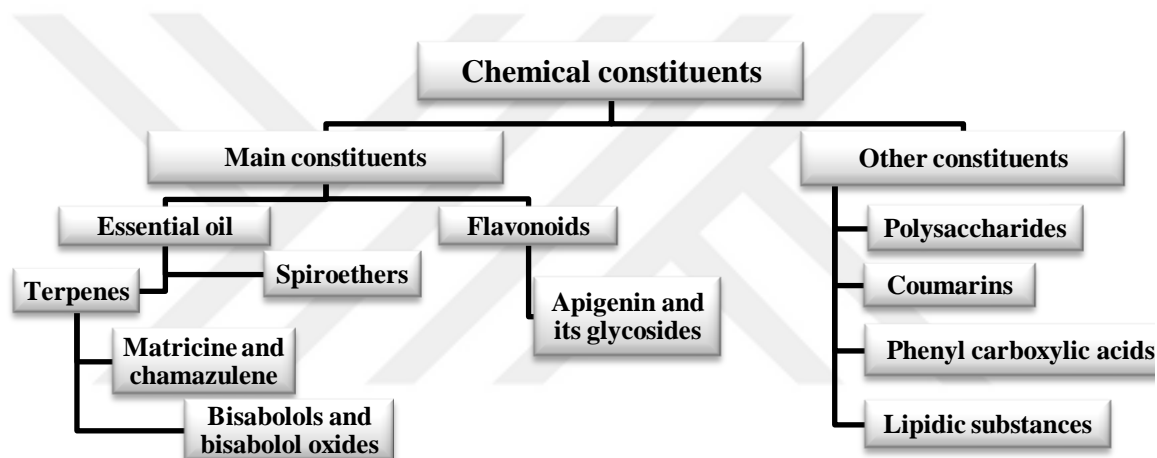 Chemical constituents
Main constituents
Other constituents
Essential oil
Flavonoids
Polysaccharides
Terpenes
Spiroethers
Coumarins
Apigenin and
its glycosides
Matricine and
chamazulene
Phenyl carboxylic acids
Bisabolols and
bisabolol oxides
Lipidic substances